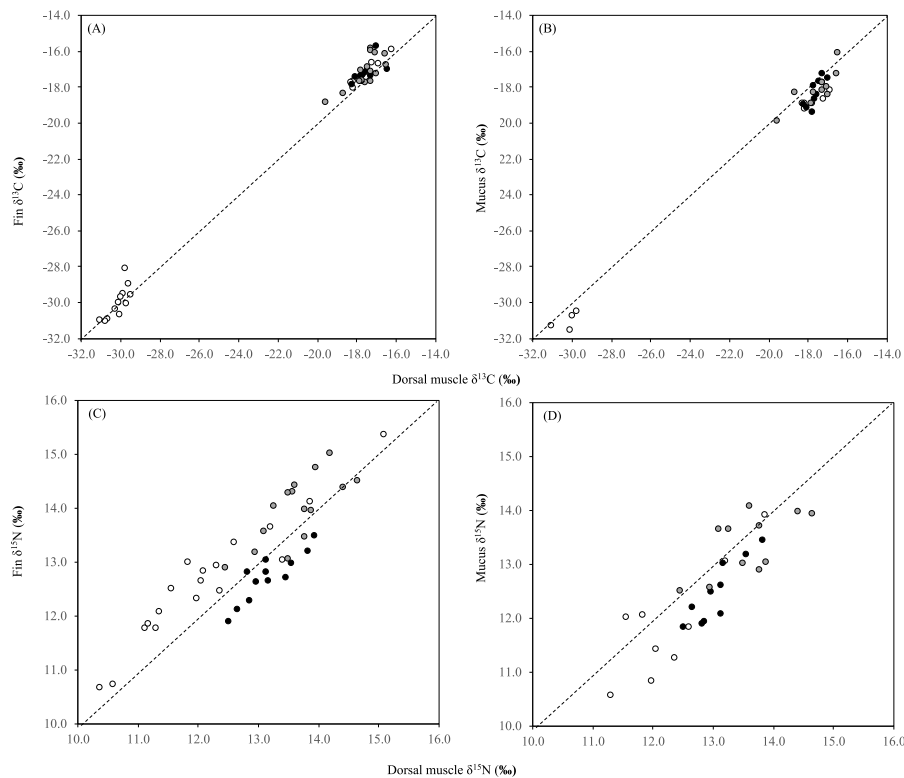 (A)
-14.0
-16.0
-18.0
-20.0
-22.0
-24.0
-26.0
-28.0
-30.0
-32.0
Fin δ¹³C (‰)
-32.0 -30.0 -28.0 -26.0 -24.0 -22.0 -20.0 -18.0 -16.0 -14.0
(B)
-14.0
-16.0
-18.0
-20.0
-22.0
-24.0
-26.0
-28.0
-30.0
-32.0
Mucus δ¹³C (‰)
-32.0 -30.0 -28.0 -26.0 -24.0 -22.0 -20.0 -18.0 -16.0 -14.0
Dorsal muscle δ¹³C (‰)
(C)
16.0
15.0
14.0
13.0
12.0
11.0
10.0
Fin δ¹⁵N (‰)
10.0 11.0 12.0 13.0 14.0 15.0 16.0
(D)
16.0
15.0
14.0
13.0
12.0
11.0
10.0
Mucus δ¹⁵N (‰)
10.0 11.0 12.0 13.0 14.0 15.0 16.0
Dorsal muscle δ¹⁵N (‰)